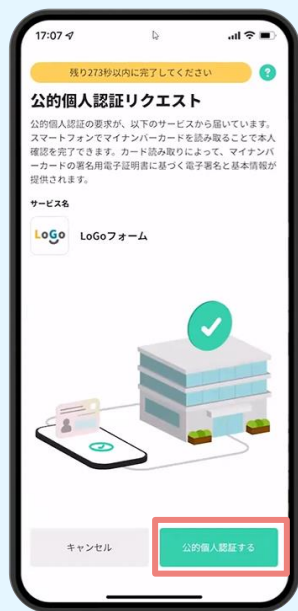 17:07
残り273秒以内に完了してください
?
公的個人認証リクエスト
公的個人認証の要求が、以下のサービスから届いています。
スマートフォンでマイナンバーカードを読み取ることで本人
確認を完了できます。カード読み取りによって、マイナンバ
ーカードの署名用電子証明書に基づく電子署名と基本情報が
提供されます。
サービス名
LoGo
LoGoフォーム
キャンセル
公的個人認証する